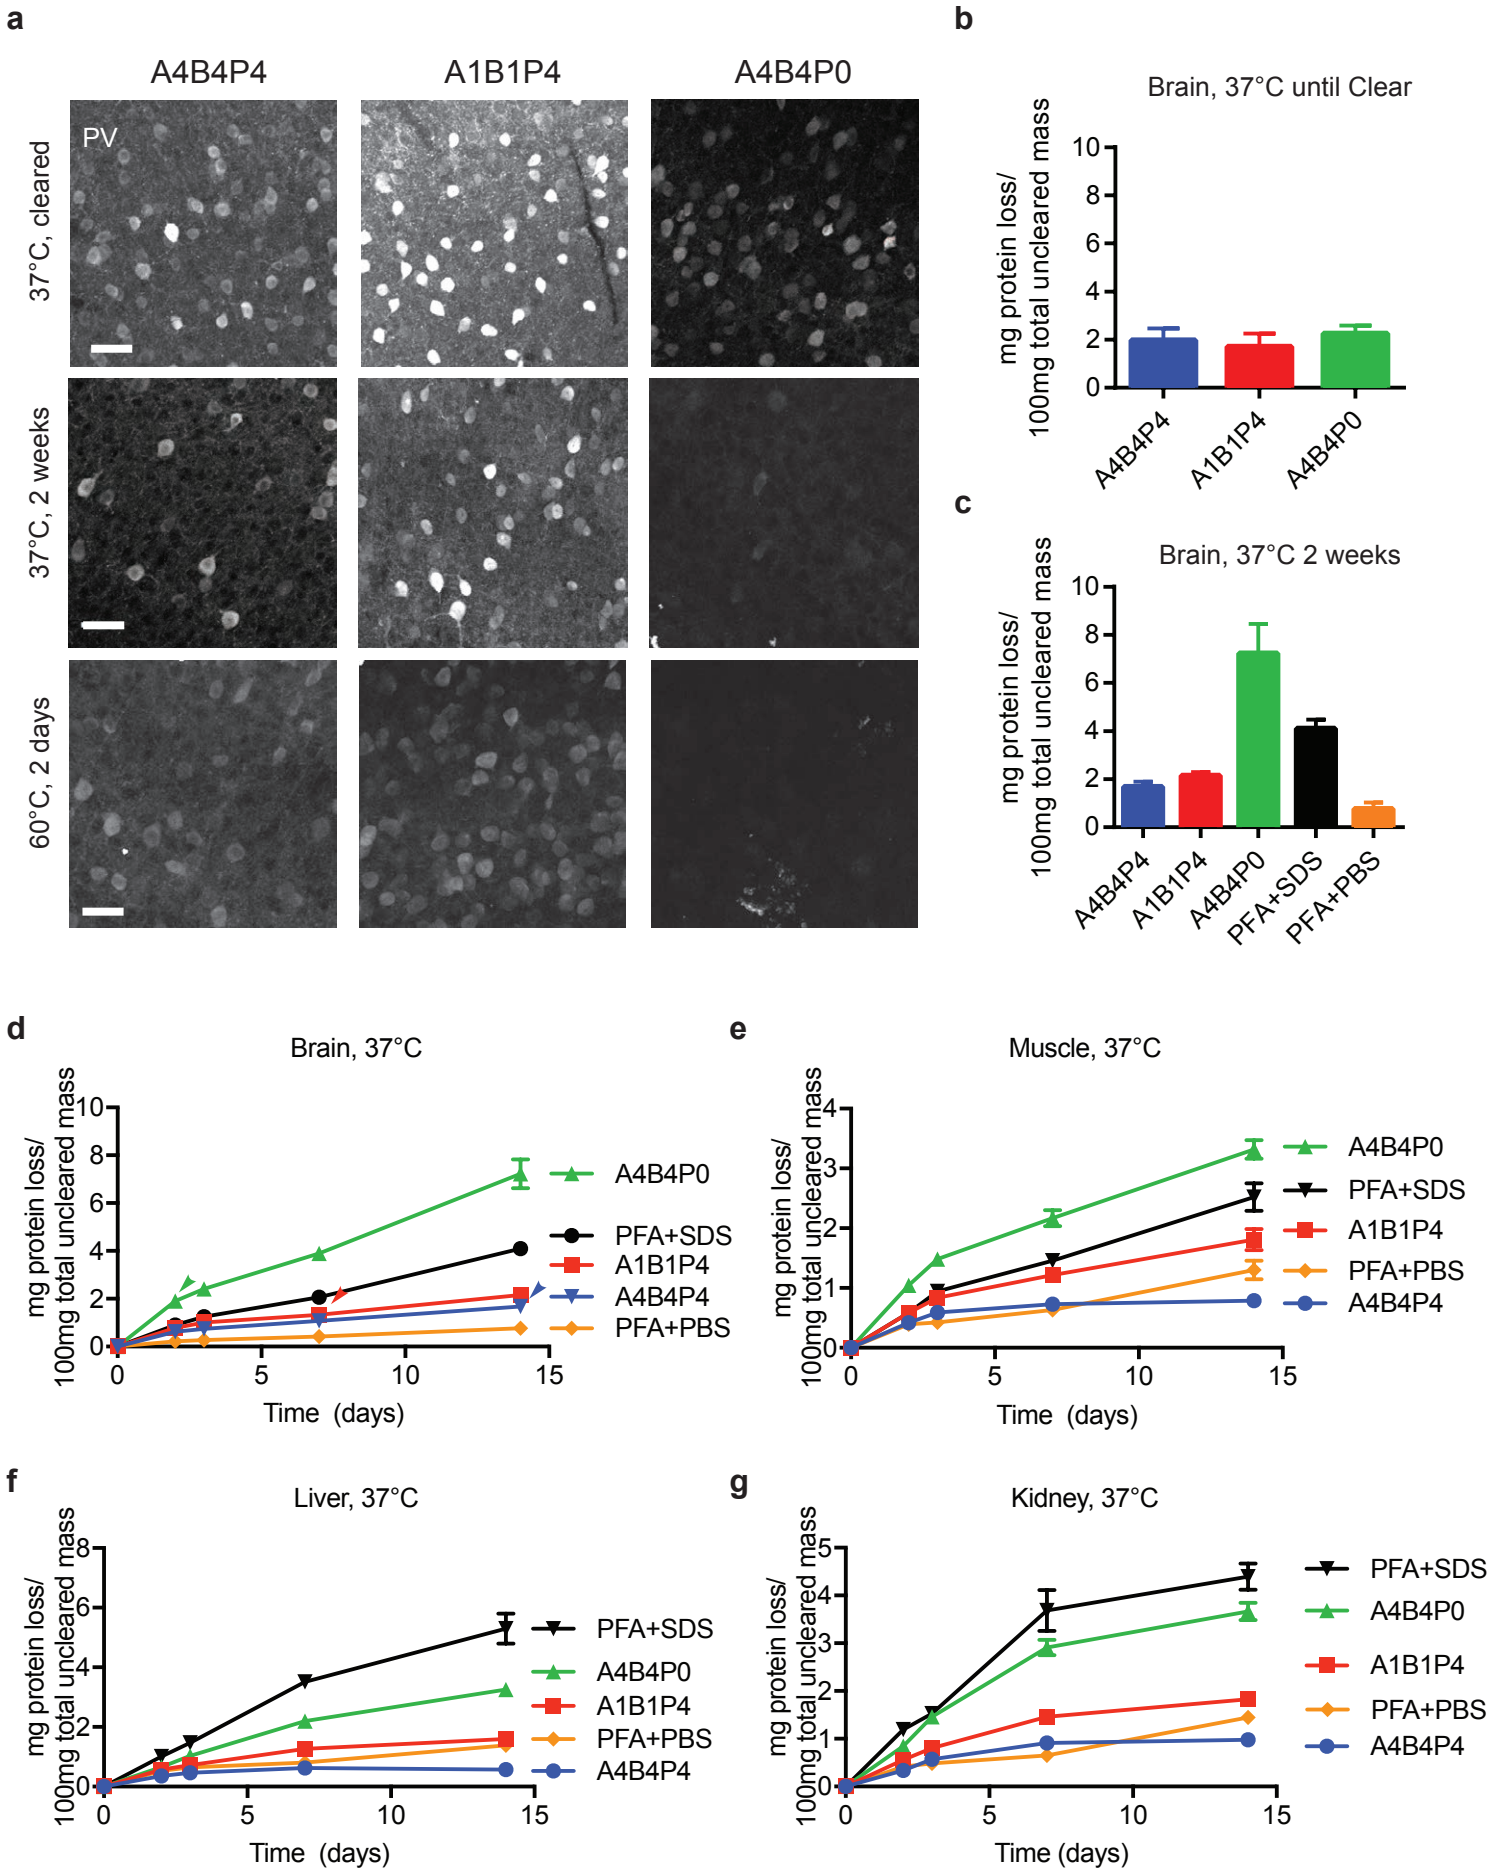 a
A4B4P4
A1B1P4
A4B4P0
37°C, cleared
PV
37°C, 2 weeks
60°C, 2 days
b
Brain, 37°C until Clear
mg protein loss/
100mg total uncleared mass
10
8
6
4
2
0
A4B4P4
A1B1P4
A4B4P0
c
Brain, 37°C 2 weeks
mg protein loss/
100mg total uncleared mass
10
8
6
4
2
0
A4B4P4
A1B1P4
A4B4P0
PFA+SDS
PFA+PBS
d
Brain, 37°C
mg protein loss/
100mg total uncleared mass
10
8
6
4
2
0
0
5
10
15
Time (days)
A4B4P0
PFA+SDS
A1B1P4
A4B4P4
PFA+PBS
e
Muscle, 37°C
mg protein loss/
100mg total uncleared mass
4
3
2
1
0
0
5
10
15
Time (days)
A4B4P0
PFA+SDS
A1B1P4
PFA+PBS
A4B4P4
f
Liver, 37°C
mg protein loss/
100mg total uncleared mass
8
6
4
2
0
0
5
10
15
Time (days)
PFA+SDS
A4B4P0
A1B1P4
PFA+PBS
A4B4P4
g
Kidney, 37°C
mg protein loss/
100mg total uncleared mass
5
4
3
2
1
0
0
5
10
15
Time (days)
PFA+SDS
A4B4P0
A1B1P4
PFA+PBS
A4B4P4